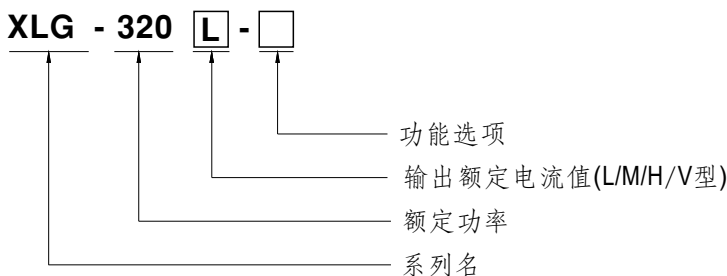 XLG - 320 L - □
功能选项
输出额定电流值(L/M/H/V型)
额定功率
系列名